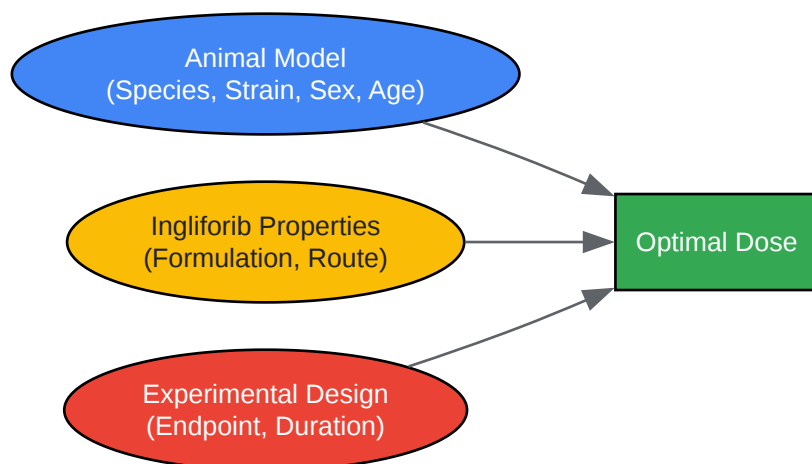 Animal Model
(Species, Strain, Sex, Age)
Ingliforib Properties
(Formulation, Route)
Optimal Dose
Experimental Design
(Endpoint, Duration)